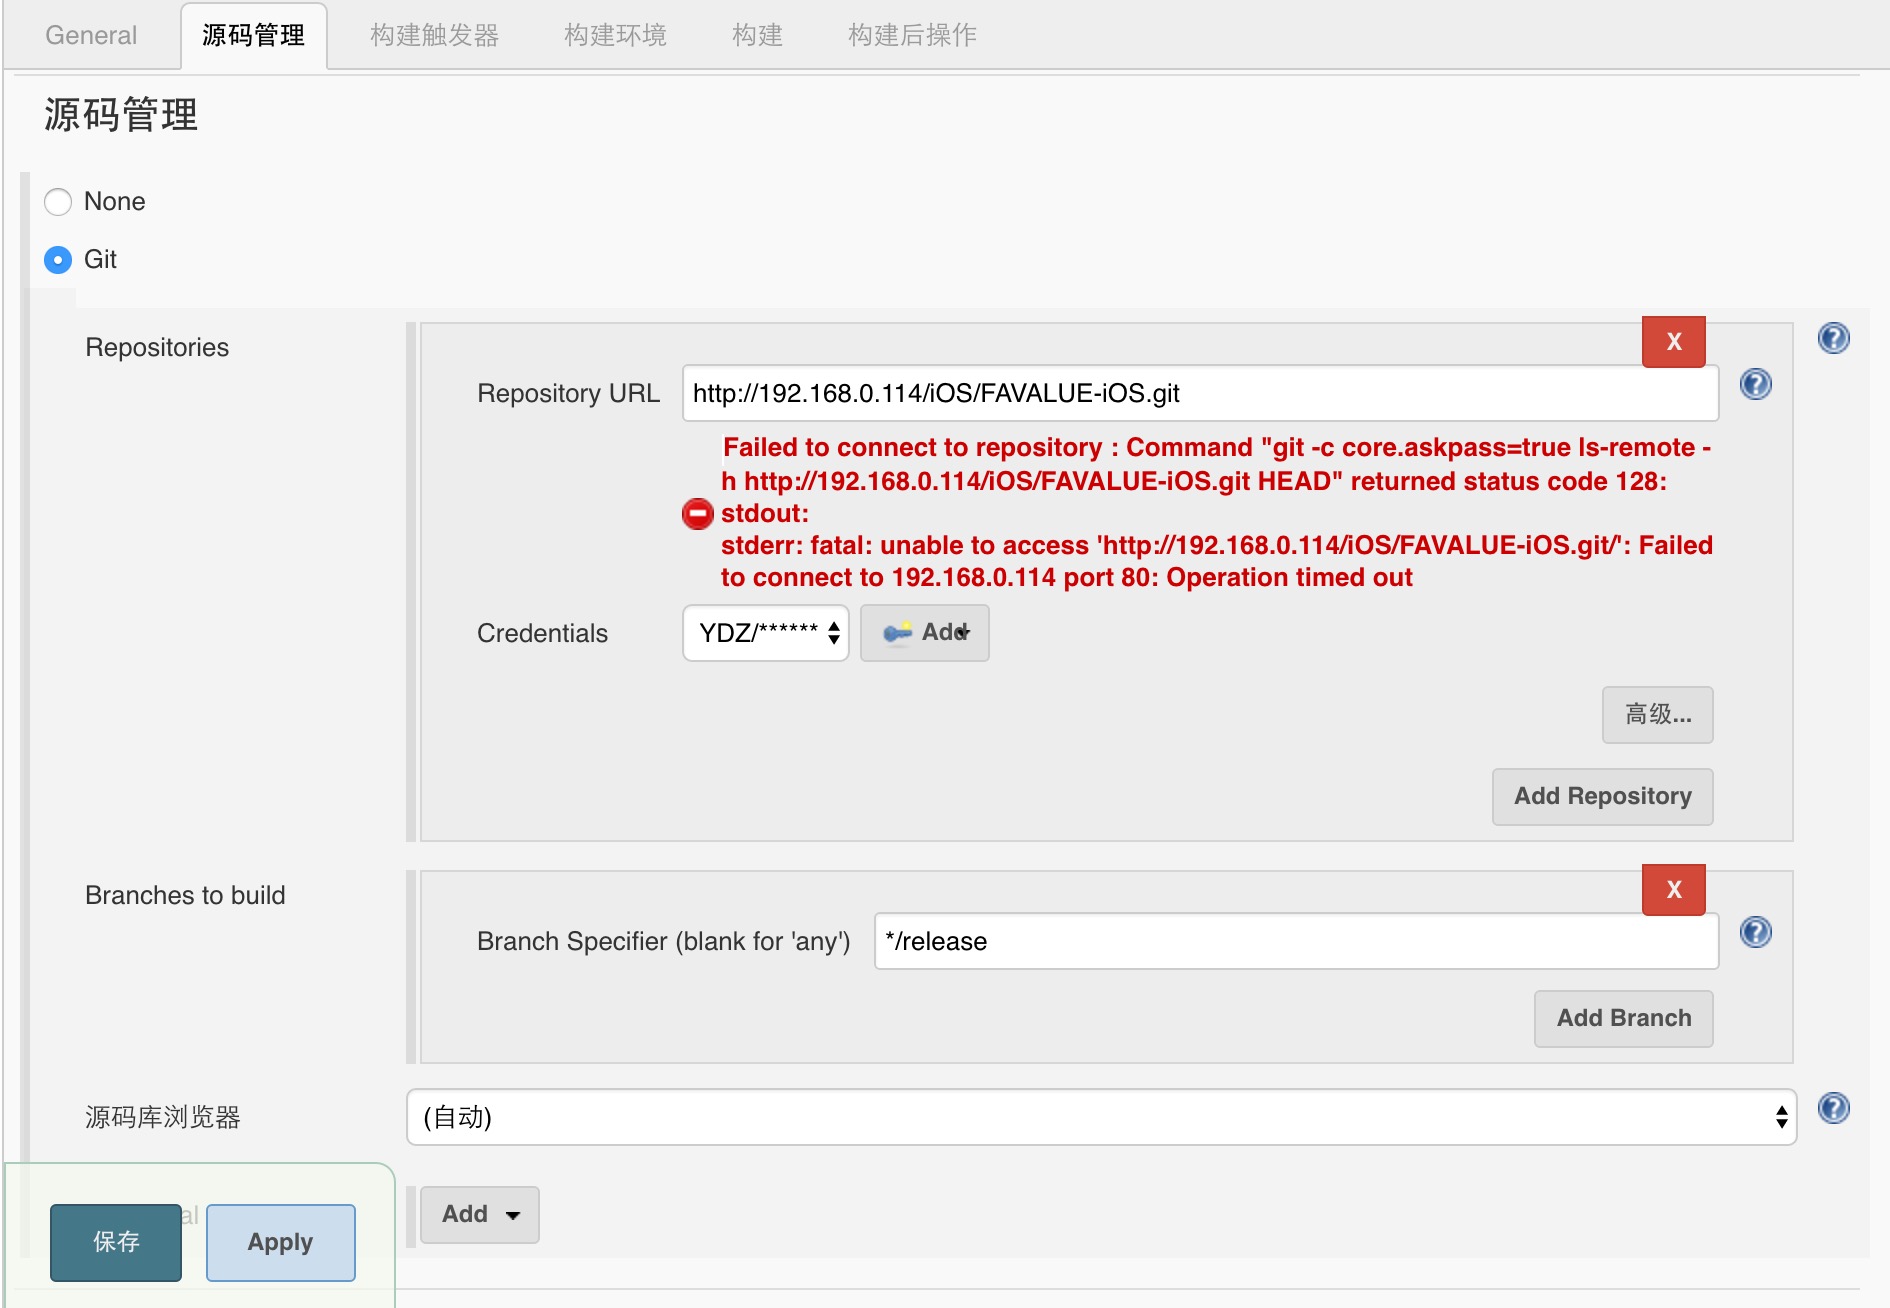 General 源码管理 构建触发器 构建环境 构建 构建后操作
源码管理
None
Git
Repositories
X
Repository URL http://192.168.0.114/iOS/FAVALUE-iOS.git
Failed to connect to repository : Command "git -c core.askpass=true ls-remote -
h http://192.168.0.114/iOS/FAVALUE-iOS.git HEAD" returned status code 128:
stdout:
stderr: fatal: unable to access 'http://192.168.0.114/iOS/FAVALUE-iOS.git/': Failed
to connect to 192.168.0.114 port 80: Operation timed out
Credentials YDZ/****** Add
高级...
Add Repository
Branches to build
X
Branch Specifier (blank for 'any') */release
Add Branch
源码库浏览器 (自动)
al Add
保存 Apply